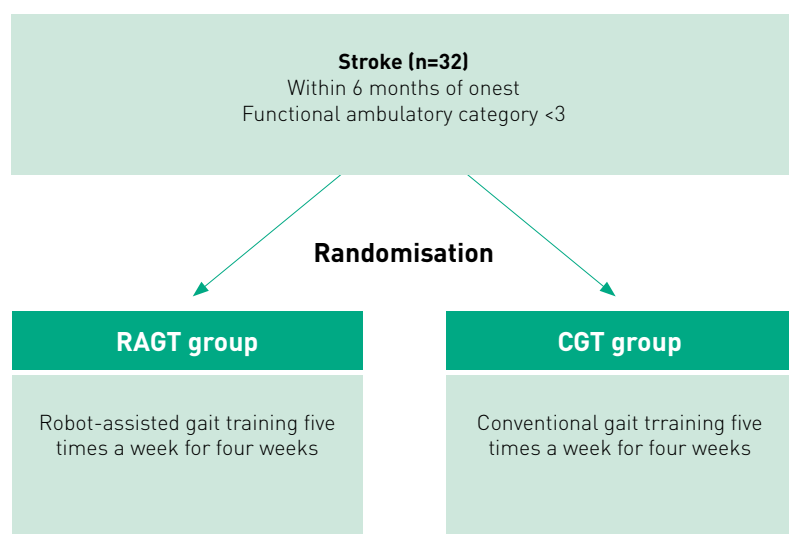 Stroke (n=32)
Within 6 months of onest
Functional ambulatory category <3
Randomisation
RAGT group
CGT group
Robot-assisted gait training five
times a week for four weeks
Conventional gait trraining five
times a week for four weeks